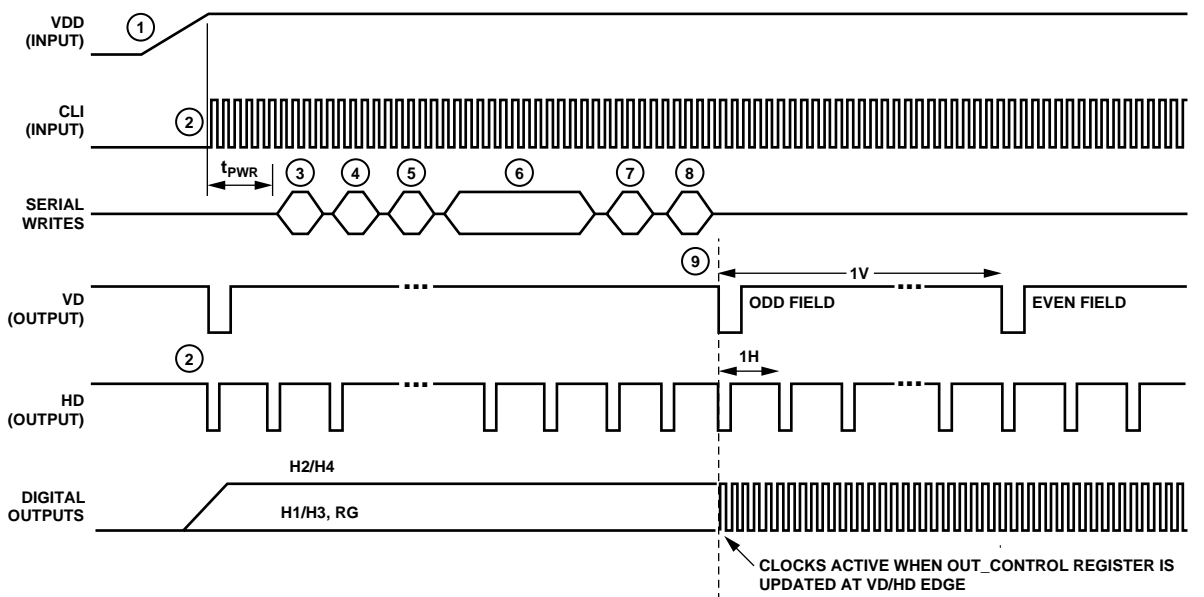 VDD
(INPUT)
1
CLI
(INPUT)
2
tPWR
SERIAL
WRITES
3
4
5
6
7
8
9
1V
VD
(OUTPUT)
ODD FIELD
EVEN FIELD
2
1H
HD
(OUTPUT)
H2/H4
DIGITAL
OUTPUTS
H1/H3, RG
CLOCKS ACTIVE WHEN OUT_CONTROL REGISTER IS
UPDATED AT VD/HD EDGE